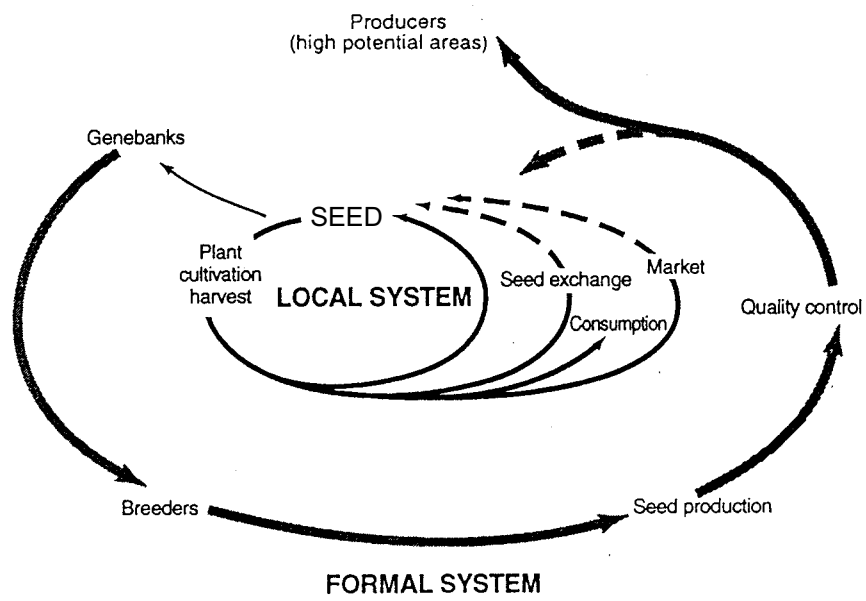 Producers
(high potential areas)
Genebanks
SEED
Plant
cultivation
harvest
LOCAL SYSTEM
Seed exchange
Market
Consumption
Quality control
Breeders
Seed production
FORMAL SYSTEM